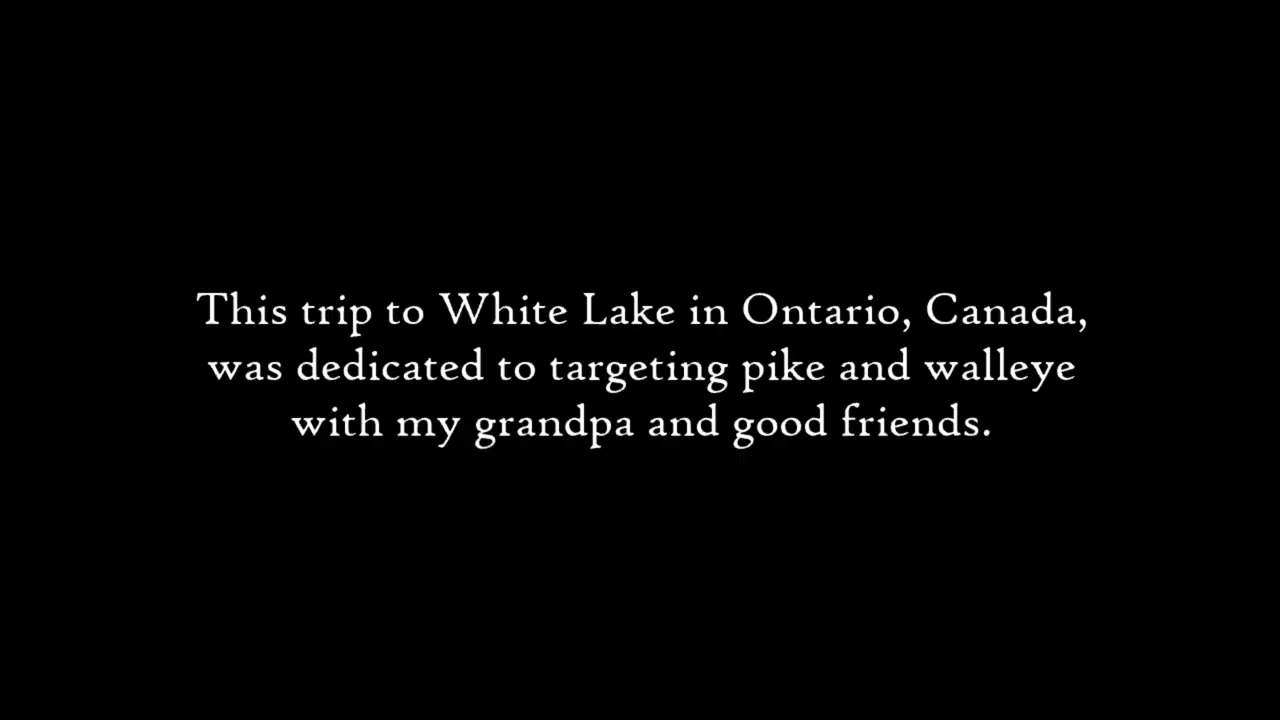 This trip to White Lake in Ontario, Canada,
was dedicated to targeting pike and walleye
with my grandpa and good friends.